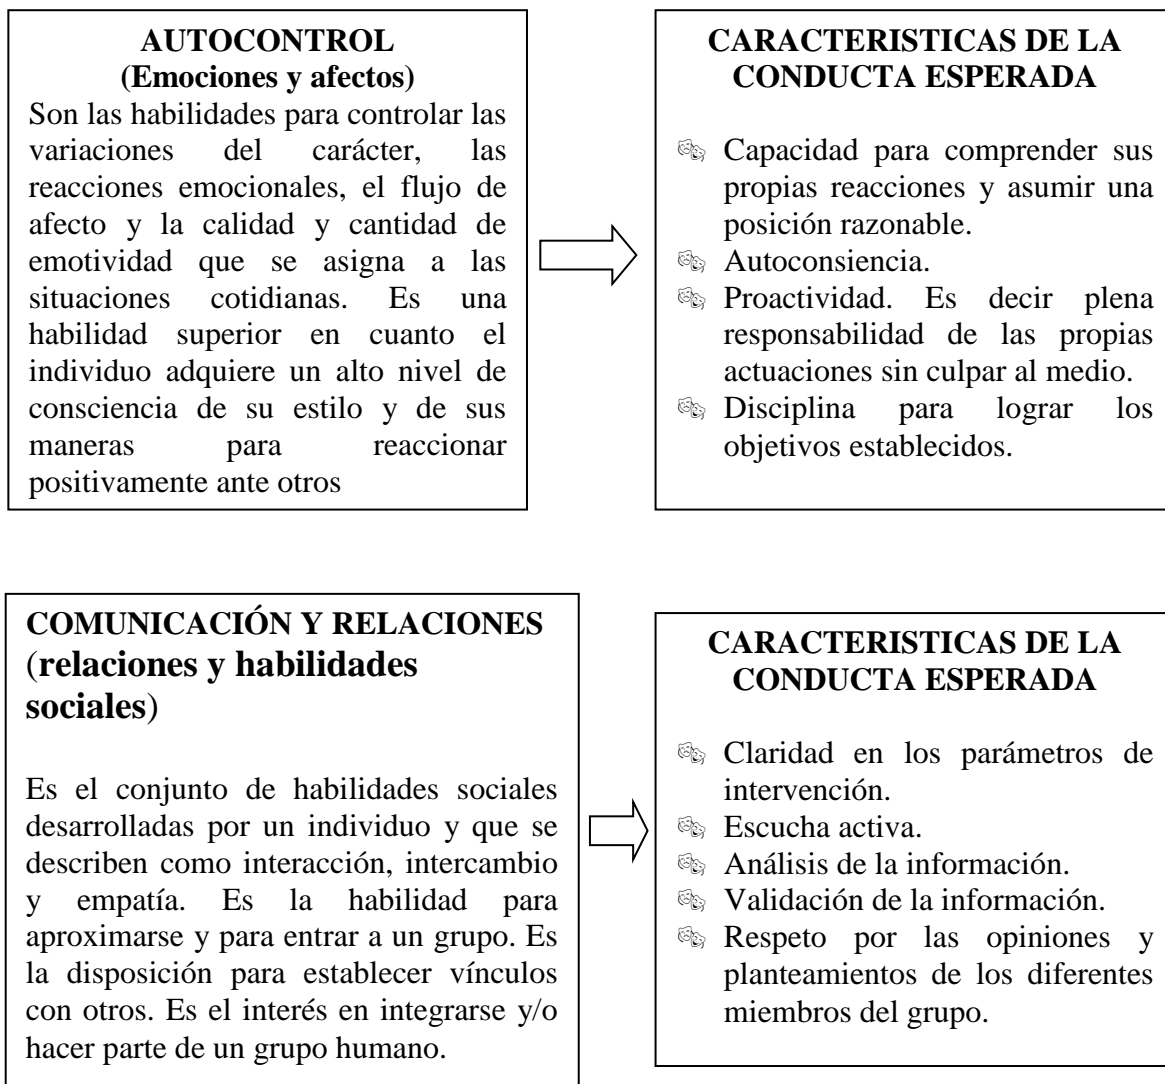 AUTOCONTROL
(Emociones y afectos)
Son las habilidades para controlar las
variaciones del carácter, las
reacciones emocionales, el flujo de
afecto y la calidad y cantidad de
emotividad que se asigna a las
situaciones cotidianas. Es una
habilidad superior en cuanto el
individuo adquiere un alto nivel de
consciencia de su estilo y de sus
maneras para reaccionar
positivamente ante otros
CARACTERISTICAS DE LA
CONDUCTA ESPERADA
Capacidad para comprender sus
propias reacciones y asumir una
posición razonable.
Autoconsiencia.
Proactividad. Es decir plena
responsabilidad de las propias
actuaciones sin culpar al medio.
Disciplina para lograr los
objetivos establecidos.
COMUNICACIÓN Y RELACIONES
(relaciones y habilidades
sociales)
Es el conjunto de habilidades sociales
desarrolladas por un individuo y que se
describen como interacción, intercambio
y empatía. Es la habilidad para
aproximarse y para entrar a un grupo. Es
la disposición para establecer vínculos
con otros. Es el interés en integrarse y/o
hacer parte de un grupo humano.
CARACTERISTICAS DE LA
CONDUCTA ESPERADA
Claridad en los parámetros de
intervención.
Escucha activa.
Análisis de la información.
Validación de la información.
Respeto por las opiniones y
planteamientos de los diferentes
miembros del grupo.